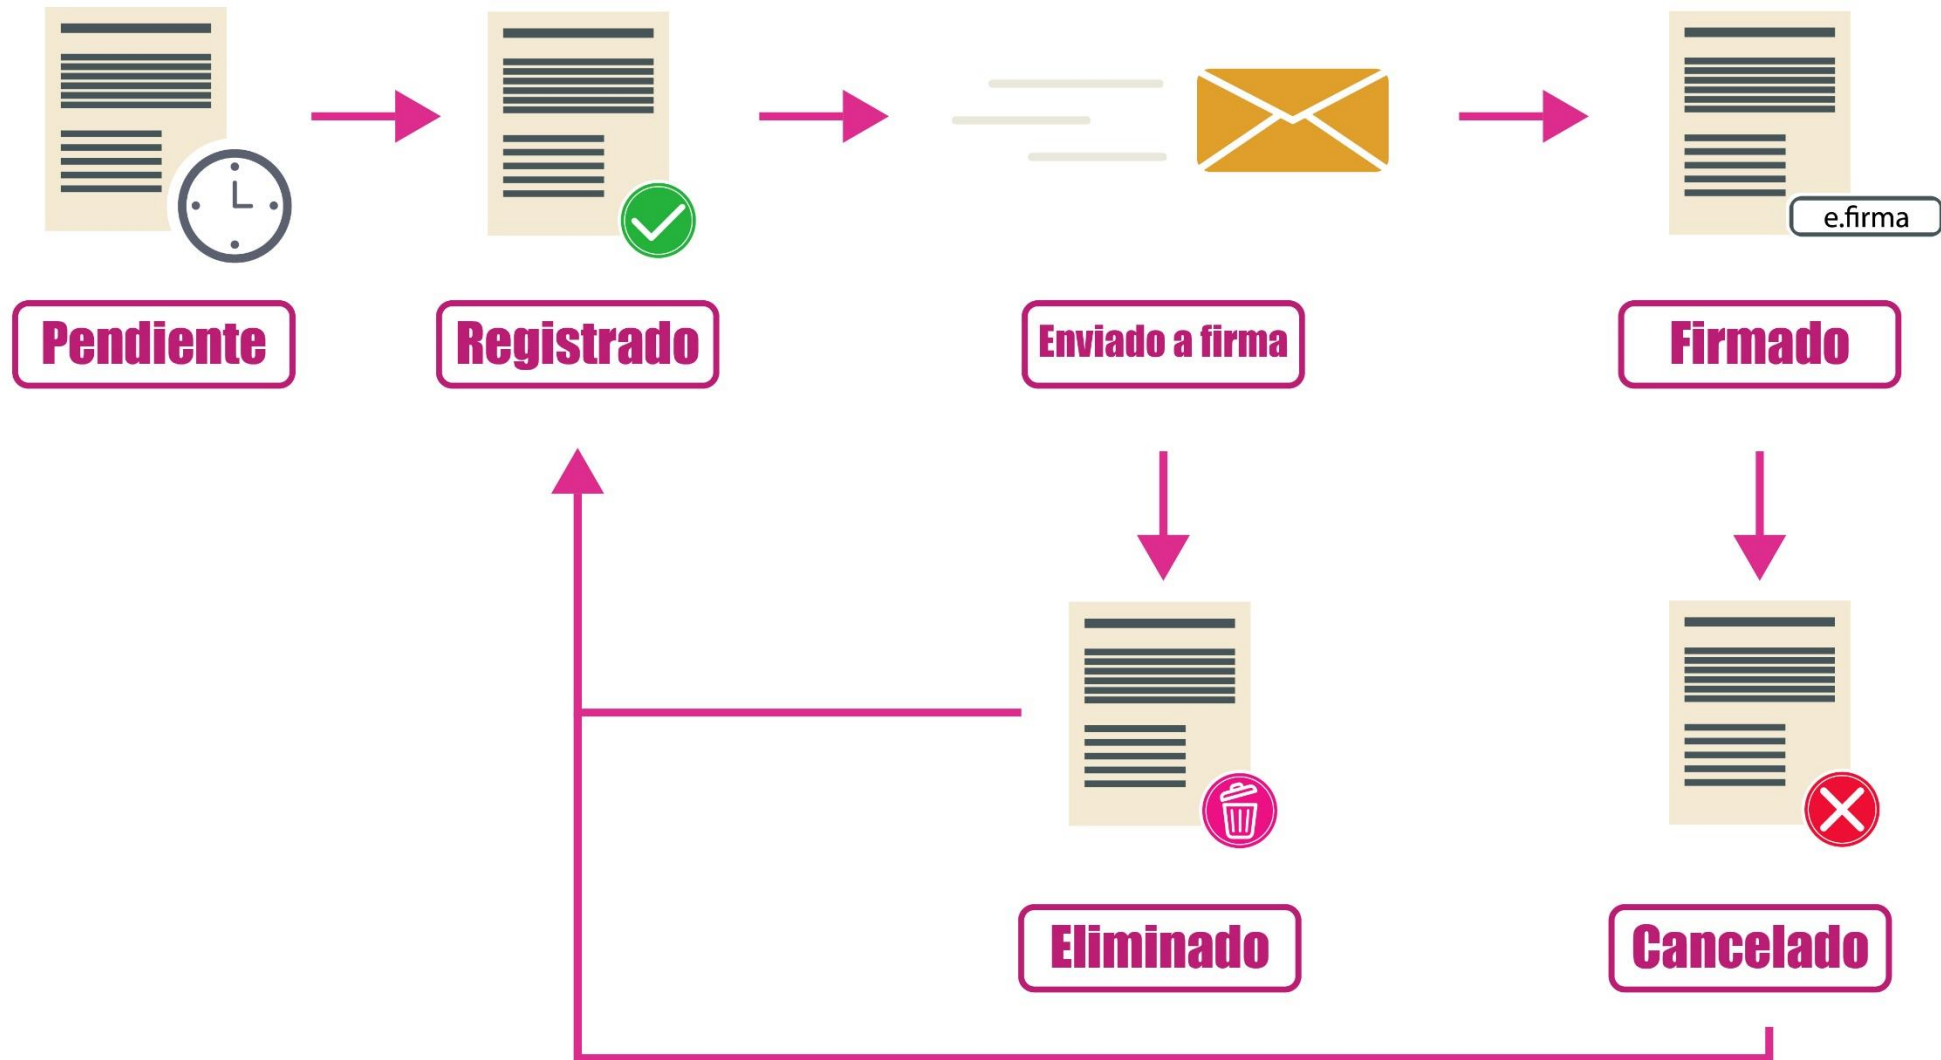 e.firma
Pendiente
Registrado
Enviado a firma
Firmado
Eliminado
Cancelado